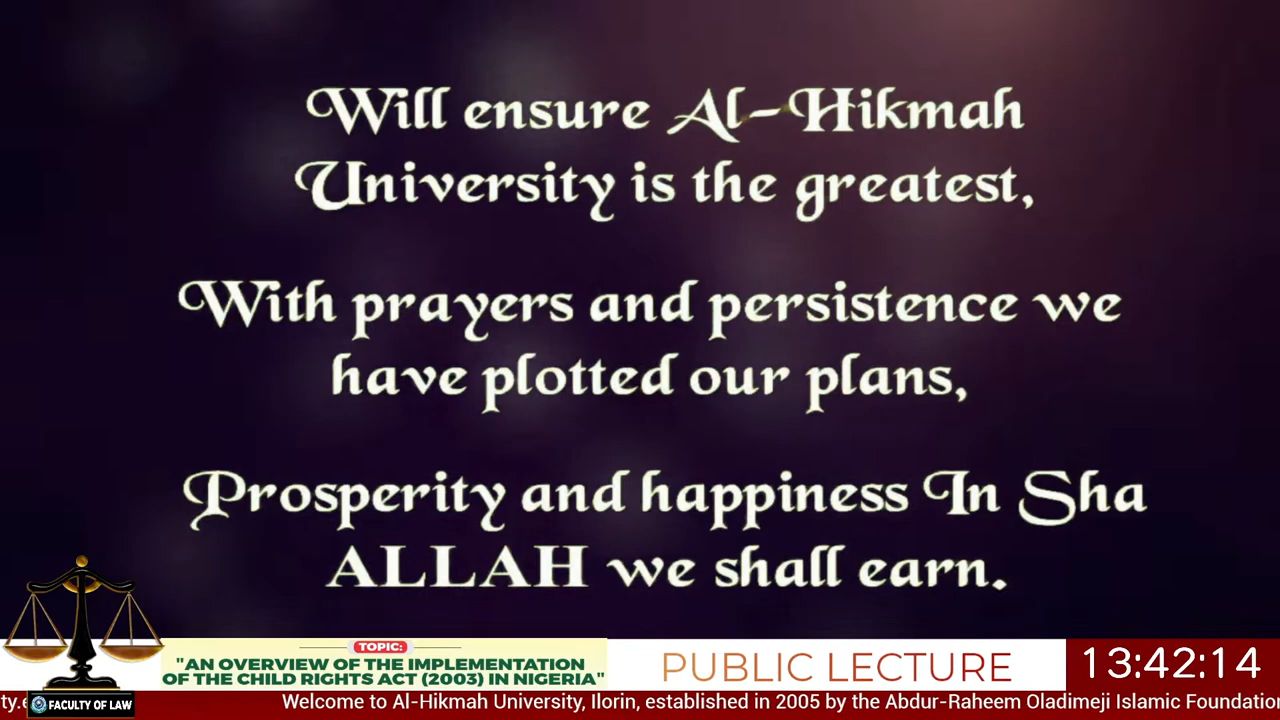 Will ensure Al-Hikmah
University is the greatest,
With prayers and persistence we
have plotted our plans,
Prosperity and happiness In Sha
ALLAH we shall earn.
TOPIC:
"AN OVERVIEW OF THE IMPLEMENTATION
OF THE CHILD RIGHTS ACT (2003) IN NIGERIA"
PUBLIC LECTURE
13:42:14
FACULTY OF LAW
Welcome to Al-Hikmah University, Ilorin, established in 2005 by the Abdur-Raheem Oladimeji Islamic Foundatio